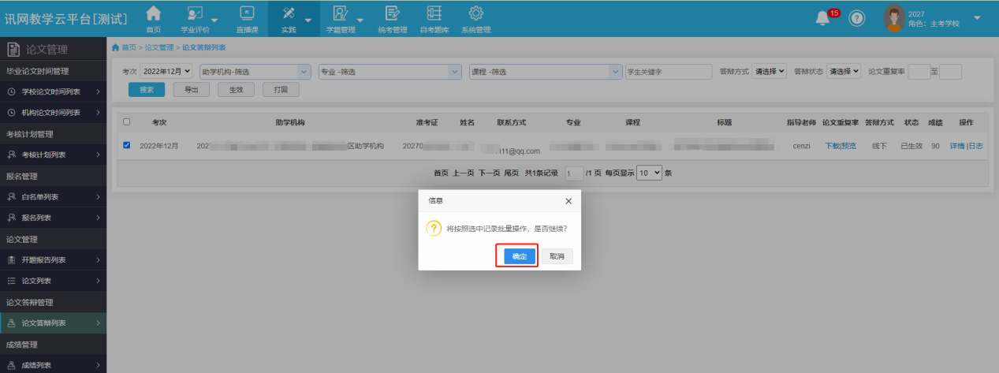 讯网教学云平台[测试]
首页 学业评价 直播课 实践 学籍管理 统考管理 自考题库 系统管理
15
2027
角色：主考学校
论文管理
首页 > 论文管理 > 论文答辩列表
毕业论文时间管理
学校论文时间列表
机构论文时间列表
考核计划管理
考核计划列表
报名管理
白名单列表
报名列表
论文管理
开题报告列表
论文列表
论文答辩管理
论文答辩列表
成绩管理
成绩列表
考次 2022年12月 助学机构-筛选 专业 -筛选 课程 -筛选 学生关键字 答辩方式 请选择 答辩状态 请选择 论文重复率 至
搜索 导出 生效 打回
考次 助学机构 准考证 姓名 联系方式 专业 课程 标题 指导老师 论文重复率 答辩方式 状态 成绩 操作
2022年12月 区助学机构 20270 11@qq.com cenzi 下载|预览 线下 已生效 90 详情 |日志
首页 上一页 下一页 尾页 共1条记录 1 /1 页 每页显示 10 条
信息
将按照选中记录批量操作，是否继续?
确定 取消